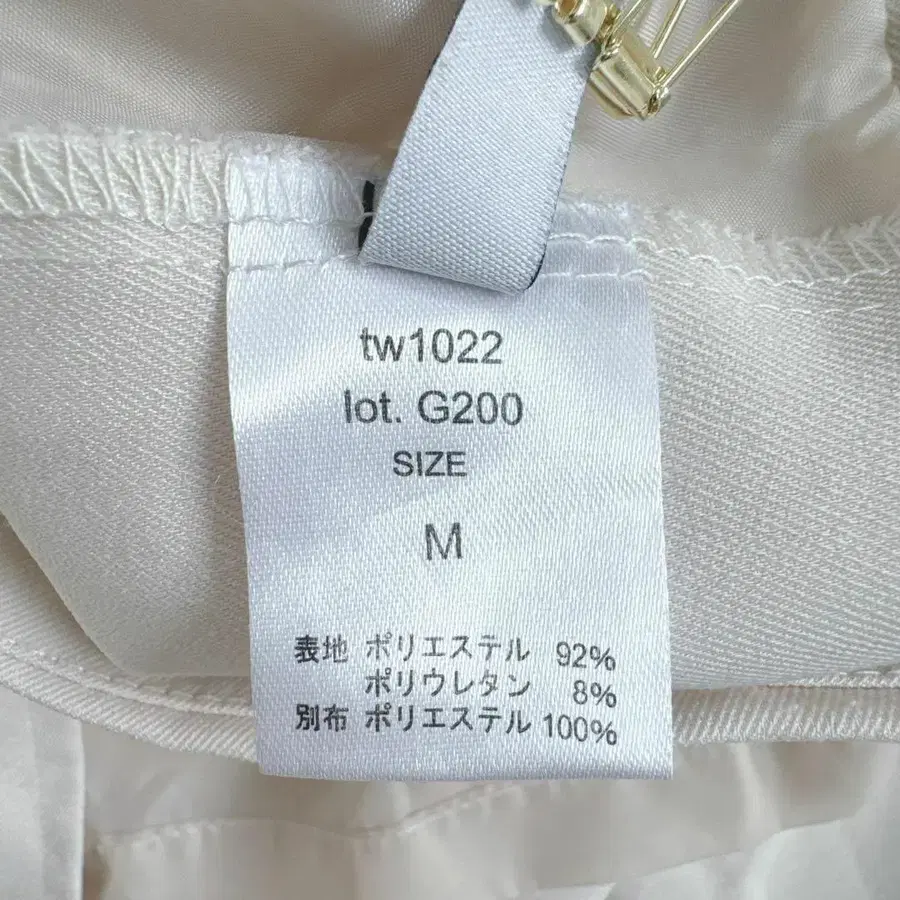 tw1022
lot. G200
SIZE
M
表地 ポリエステル 92%
ポリウレタン 8%
別布 ポリエステル 100%